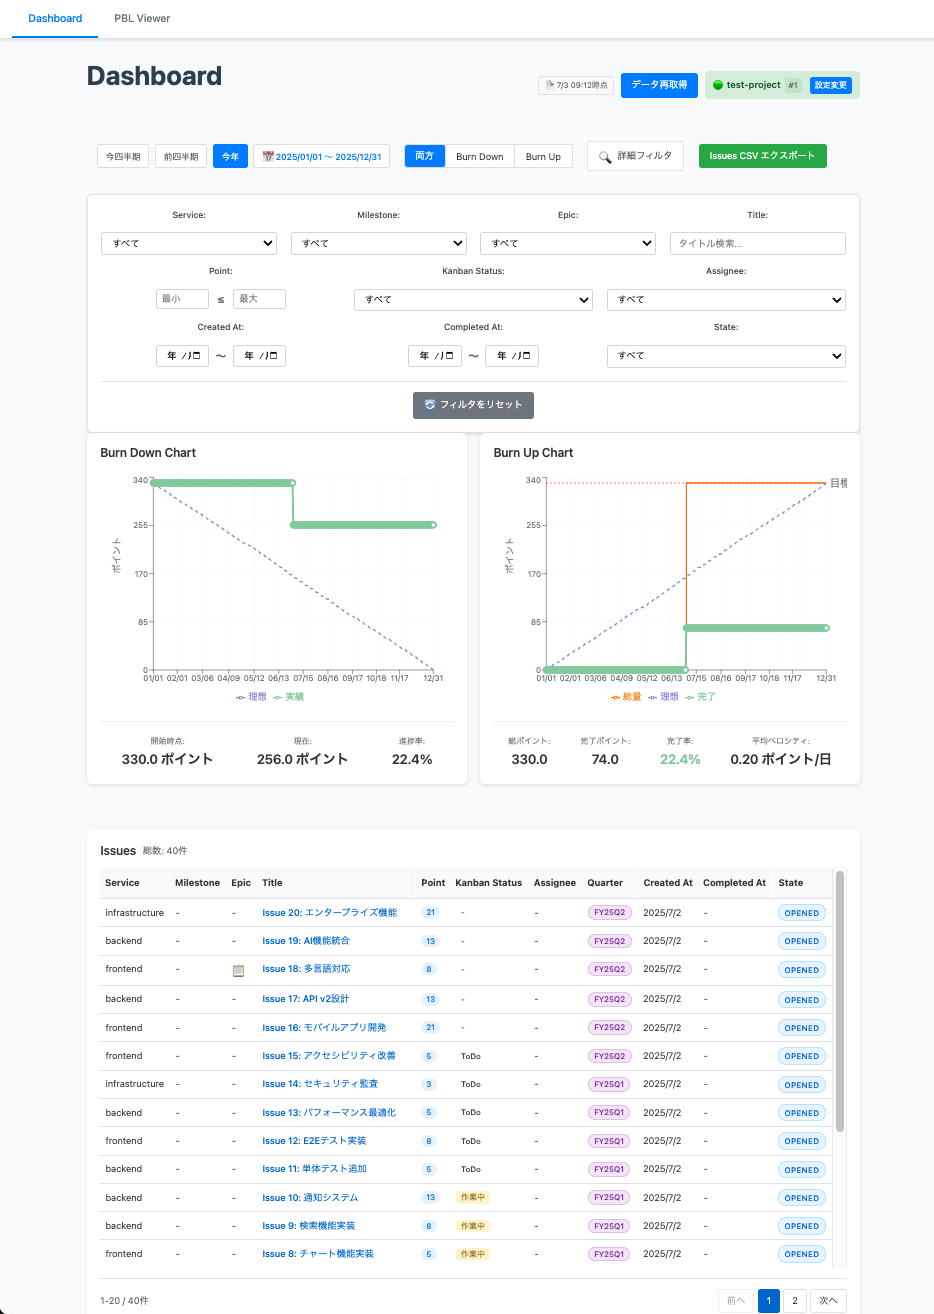 Dashboard PBL Viewer
Dashboard
7/3 09:12時点 データ再取得 test-project #1 設定変更
今四半期 前四半期 今年 2025/01/01 〜 2025/12/31 両方 Burn Down Burn Up 詳細フィルタ Issues CSV エクスポート
Service: Milestone: Epic: Title:
すべて すべて すべて タイトル検索...
Point: Kanban Status: Assignee:
最小 ≤ 最大 すべて すべて
Created At: Completed At: State:
年 /月 〜 年 /月 年 /月 〜 年 /月 すべて
フィルタをリセット
Burn Down Chart
340
255
170
85
0
ポイント
01/01 02/01 03/06 04/09 05/12 06/13 07/15 08/16 09/17 10/18 11/17 12/31
理想 実績
開始時点: 現在: 進捗率:
330.0 ポイント 256.0 ポイント 22.4%
Burn Up Chart
340
255
170
85
0
ポイント
目標
01/01 02/01 03/06 04/09 05/12 06/13 07/15 08/16 09/17 10/18 11/17 12/31
総量 理想 完了
総ポイント: 完了ポイント: 完了率: 平均ベロシティ:
330.0 74.0 22.4% 0.20 ポイント/日
Issues 総数: 40件
Service Milestone Epic Title Point Kanban Status Assignee Quarter Created At Completed At State
infrastructure - - Issue 20: エンタープライズ機能 21 - - FY25Q2 2025/7/2 - OPENED
backend - - Issue 19: AI機能統合 13 - - FY25Q2 2025/7/2 - OPENED
frontend - Issue 18: 多言語対応 8 - - FY25Q2 2025/7/2 - OPENED
backend - - Issue 17: API v2設計 13 - - FY25Q2 2025/7/2 - OPENED
frontend - - Issue 16: モバイルアプリ開発 21 - - FY25Q2 2025/7/2 - OPENED
frontend - - Issue 15: アクセシビリティ改善 5 ToDo - FY25Q2 2025/7/2 - OPENED
infrastructure - - Issue 14: セキュリティ監査 3 ToDo - FY25Q1 2025/7/2 - OPENED
backend - - Issue 13: パフォーマンス最適化 5 ToDo - FY25Q1 2025/7/2 - OPENED
frontend - - Issue 12: E2Eテスト実装 8 ToDo - FY25Q1 2025/7/2 - OPENED
backend - - Issue 11: 単体テスト追加 5 ToDo - FY25Q1 2025/7/2 - OPENED
backend - - Issue 10: 通知システム 13 作業中 - FY25Q1 2025/7/2 - OPENED
backend - - Issue 9: 検索機能実装 8 作業中 - FY25Q1 2025/7/2 - OPENED
frontend - - Issue 8: チャート機能実装 5 作業中 - FY25Q1 2025/7/2 - OPENED
1-20 / 40件 前へ 1 2 次へ